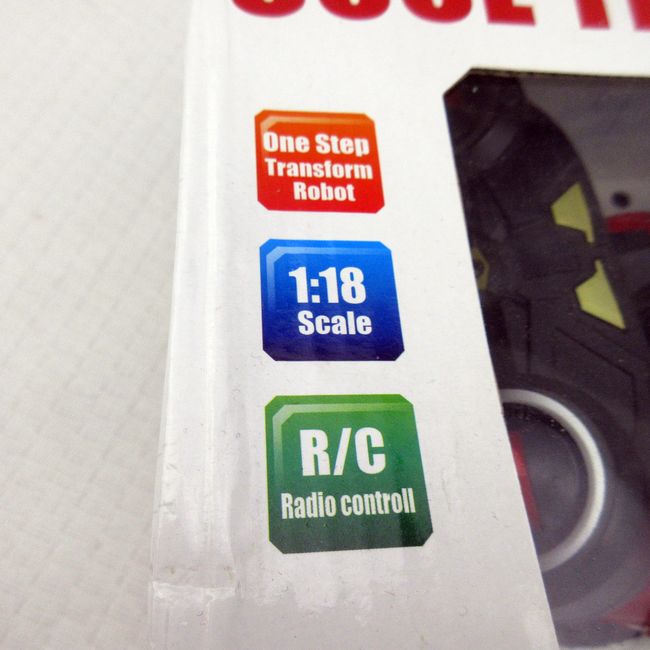 One Step
Transform
Robot
1:18
Scale
R/C
Radio controll